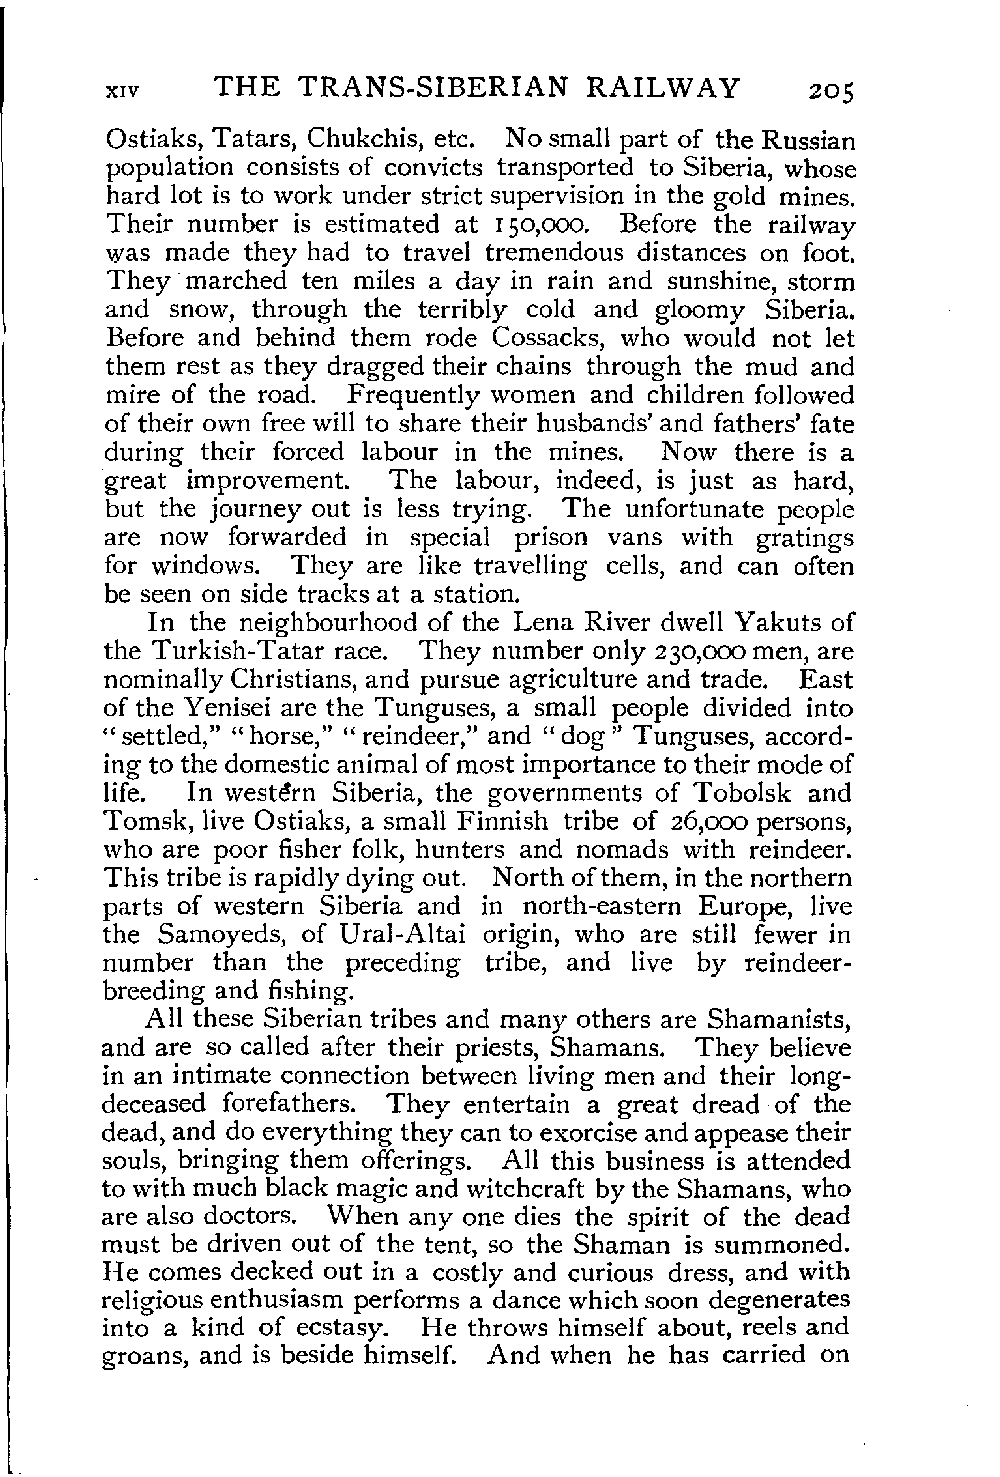 XIV THE TRANS-SIBERIAN RAILWAY 205
Ostiaks, Tatars, Chukchis, etc. No small part of the Russian
population consists of convicts transported to Siberia, whose
hard lot is to work under strict supervision in the gold mines.
Their number is estimated at 150,000. Before the railway
was made they had to travel tremendous distances on foot.
They marched ten miles a day in rain and sunshine, storm
and snow, through the terribly cold and gloomy Siberia.
Before and behind them rode Cossacks, who would not let
them rest as they dragged their chains through the mud and
mire of the road. Frequently women and children followed
of their own free will to share their husbands' and fathers' fate
during their forced labour in the mines. Now there is a
great improvement. The labour, indeed, is just as hard,
but the journey out is less trying. The unfortunate people
are now forwarded in special prison vans with gratings
for windows. They are like travelling cells, and can often
be seen on side tracks at a station.
In the neighbourhood of the Lena River dwell Yakuts of
the Turkish-Tatar race. They number only 230,000 men, are
nominally Christians, and pursue agriculture and trade. East
of the Yenisei are the Tunguses, a small people divided into
"settled," "horse," "reindeer," and "dog" Tunguses, accord-
ing to the domestic animal of most importance to their mode of
life. In western Siberia, the governments of Tobolsk and
Tomsk, live Ostiaks, a small Finnish tribe of 26,000 persons,
who are poor fisher folk, hunters and nomads with reindeer.
This tribe is rapidly dying out. North of them, in the northern
parts of western Siberia and in north-eastern Europe, live
the Samoyeds, of Ural-Altai origin, who are still fewer in
number than the preceding tribe, and live by reindeer-
breeding and fishing.
All these Siberian tribes and many others are Shamanists,
and are so called after their priests, Shamans. They believe
in an intimate connection between living men and their long-
deceased forefathers. They entertain a great dread of the
dead, and do everything they can to exorcise and appease their
souls, bringing them offerings. All this business is attended
to with much black magic and witchcraft by the Shamans, who
are also doctors. When any one dies the spirit of the dead
must be driven out of the tent, so the Shaman is summoned.
He comes decked out in a costly and curious dress, and with
religious enthusiasm performs a dance which soon degenerates
into a kind of ecstasy. He throws himself about, reels and
groans, and is beside himself. And when he has carried on